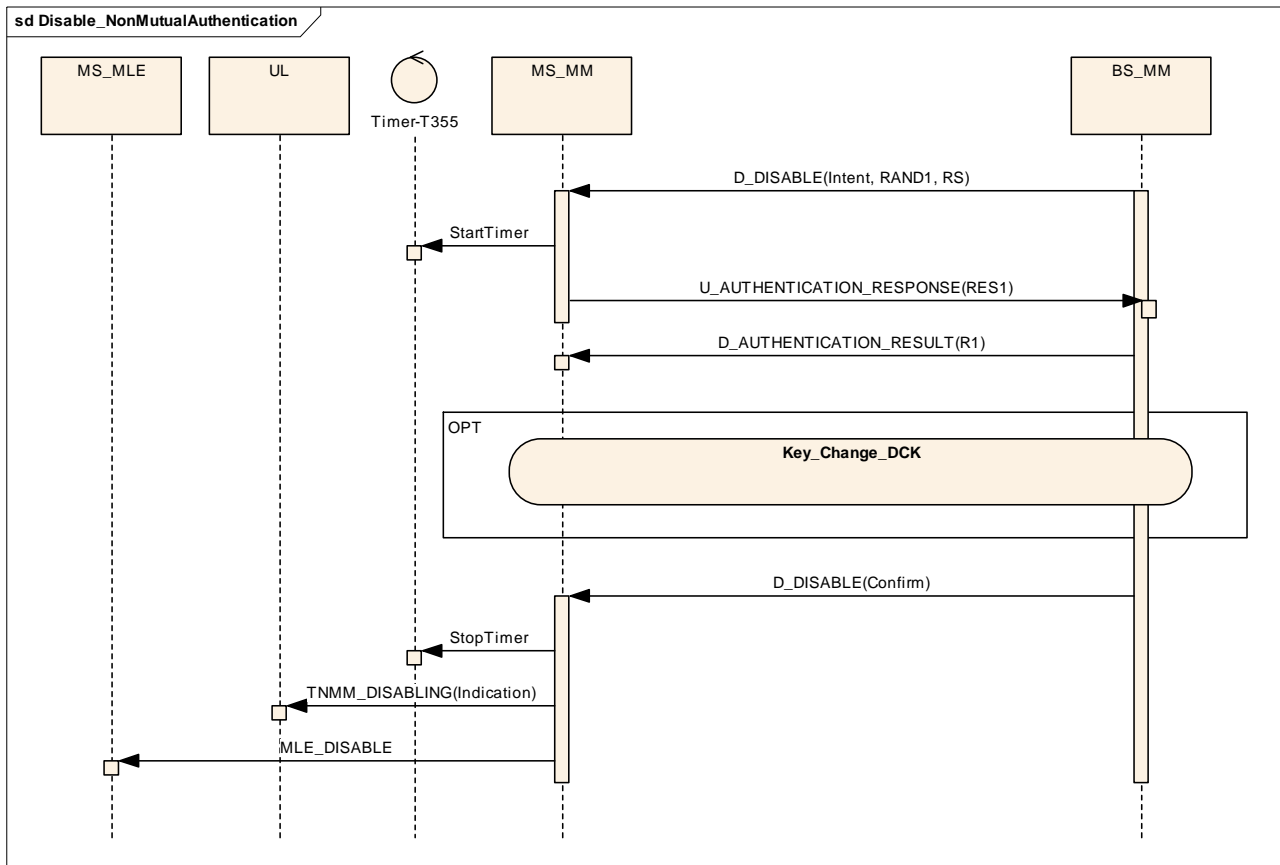 sd Disable_NonMutualAuthentication
MS_MLE
UL
Timer-T355
MS_MM
BS_MM
D_DISABLE(Intent, RAND1, RS)
StartTimer
U_AUTHENTICATION_RESPONSE(RES1)
D_AUTHENTICATION_RESULT(R1)
OPT
Key_Change_DCK
D_DISABLE(Confirm)
StopTimer
TNMM_DISABLING(Indication)
MLE_DISABLE